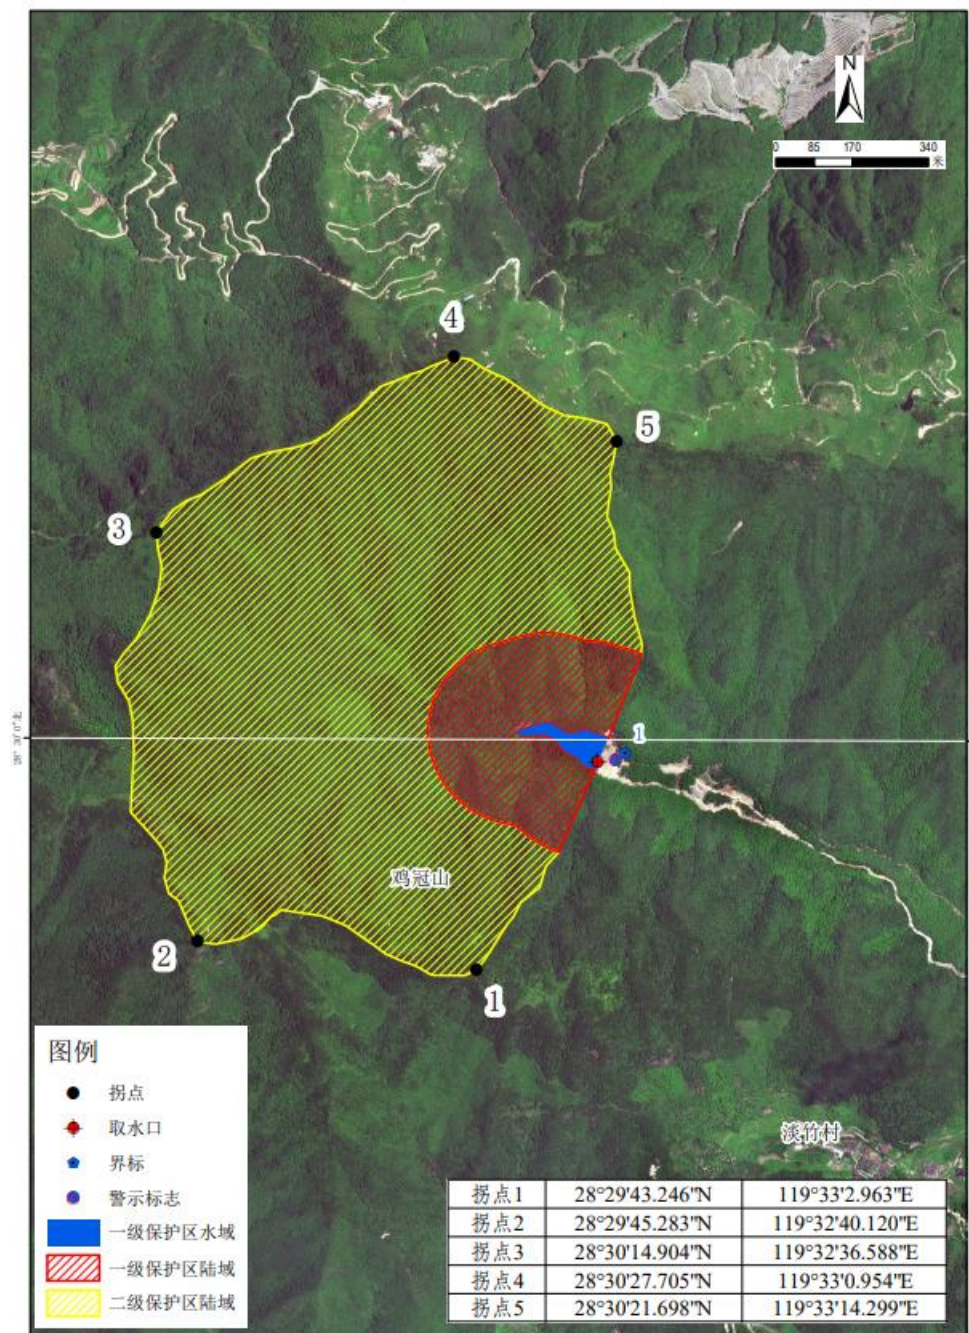 N
0 85 170 340
米
4
5
3
28°30'0"北
1
鸡冠山
2
1
图例
拐点
取水口
界标
警示标志
一级保护区水域
一级保护区陆域
二级保护区陆域
淡竹村
拐点1 28°29'43.246"N 119°33'2.963"E
拐点2 28°29'45.283"N 119°32'40.120"E
拐点3 28°30'14.904"N 119°32'36.588"E
拐点4 28°30'27.705"N 119°33'0.954"E
拐点5 28°30'21.698"N 119°33'14.299"E